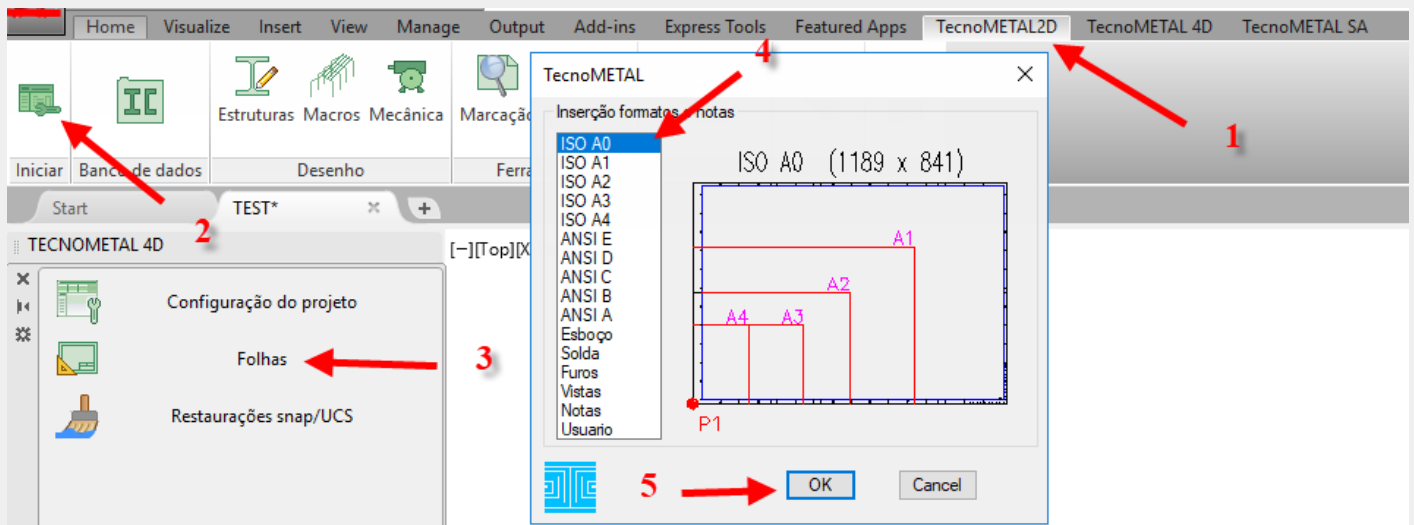 Home Visualize Insert View Manage Output Add-ins Express Tools Featured Apps TecnoMETAL2D TecnoMETAL 4D TecnoMETAL SA
Estruturas Macros Mecânica Marcação
Iniciar Banco de dados Desenho Ferra
Start TEST*
TECNOMETAL 4D
[−][Top][X
Configuração do projeto
Folhas
Restaurações snap/UCS
1
2
3
4
5
TecnoMETAL
Inserção formatos e notas
ISO A0
ISO A1
ISO A2
ISO A3
ISO A4
ANSI E
ANSI D
ANSI C
ANSI B
ANSI A
Esboço
Solda
Furos
Vistas
Notas
Usuario
ISO A0 (1189 x 841)
A1
A2
A4 A3
P1
OK Cancel